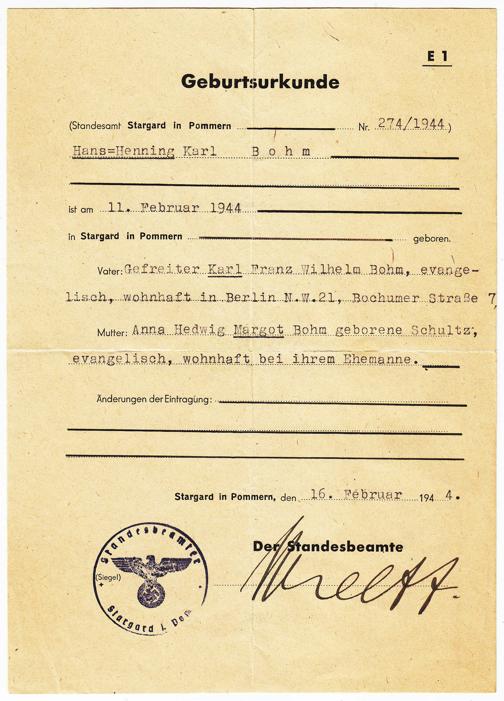 E 1
Geburtsurkunde
(Standesamt Stargard in Pommern Nr. 274/1944)
Hans=Henning Karl Bohm
ist am 11. Februar 1944
in Stargard in Pommern geboren.
Vater: Gefreiter Karl Franz Wilhelm Bohm, evange-
lisch, wohnhaft in Berlin N.W.21, Bochumer Straße 7,
Mutter: Anna Hedwig Margot Bohm geborene Schultz,
evangelisch, wohnhaft bei ihrem Ehemanne.
Änderungen der Eintragung:
Stargard in Pommern, den 16. Februar 1944.
Der Standesbeamte
Standesbeamter
(Siegel)
Stargard i.